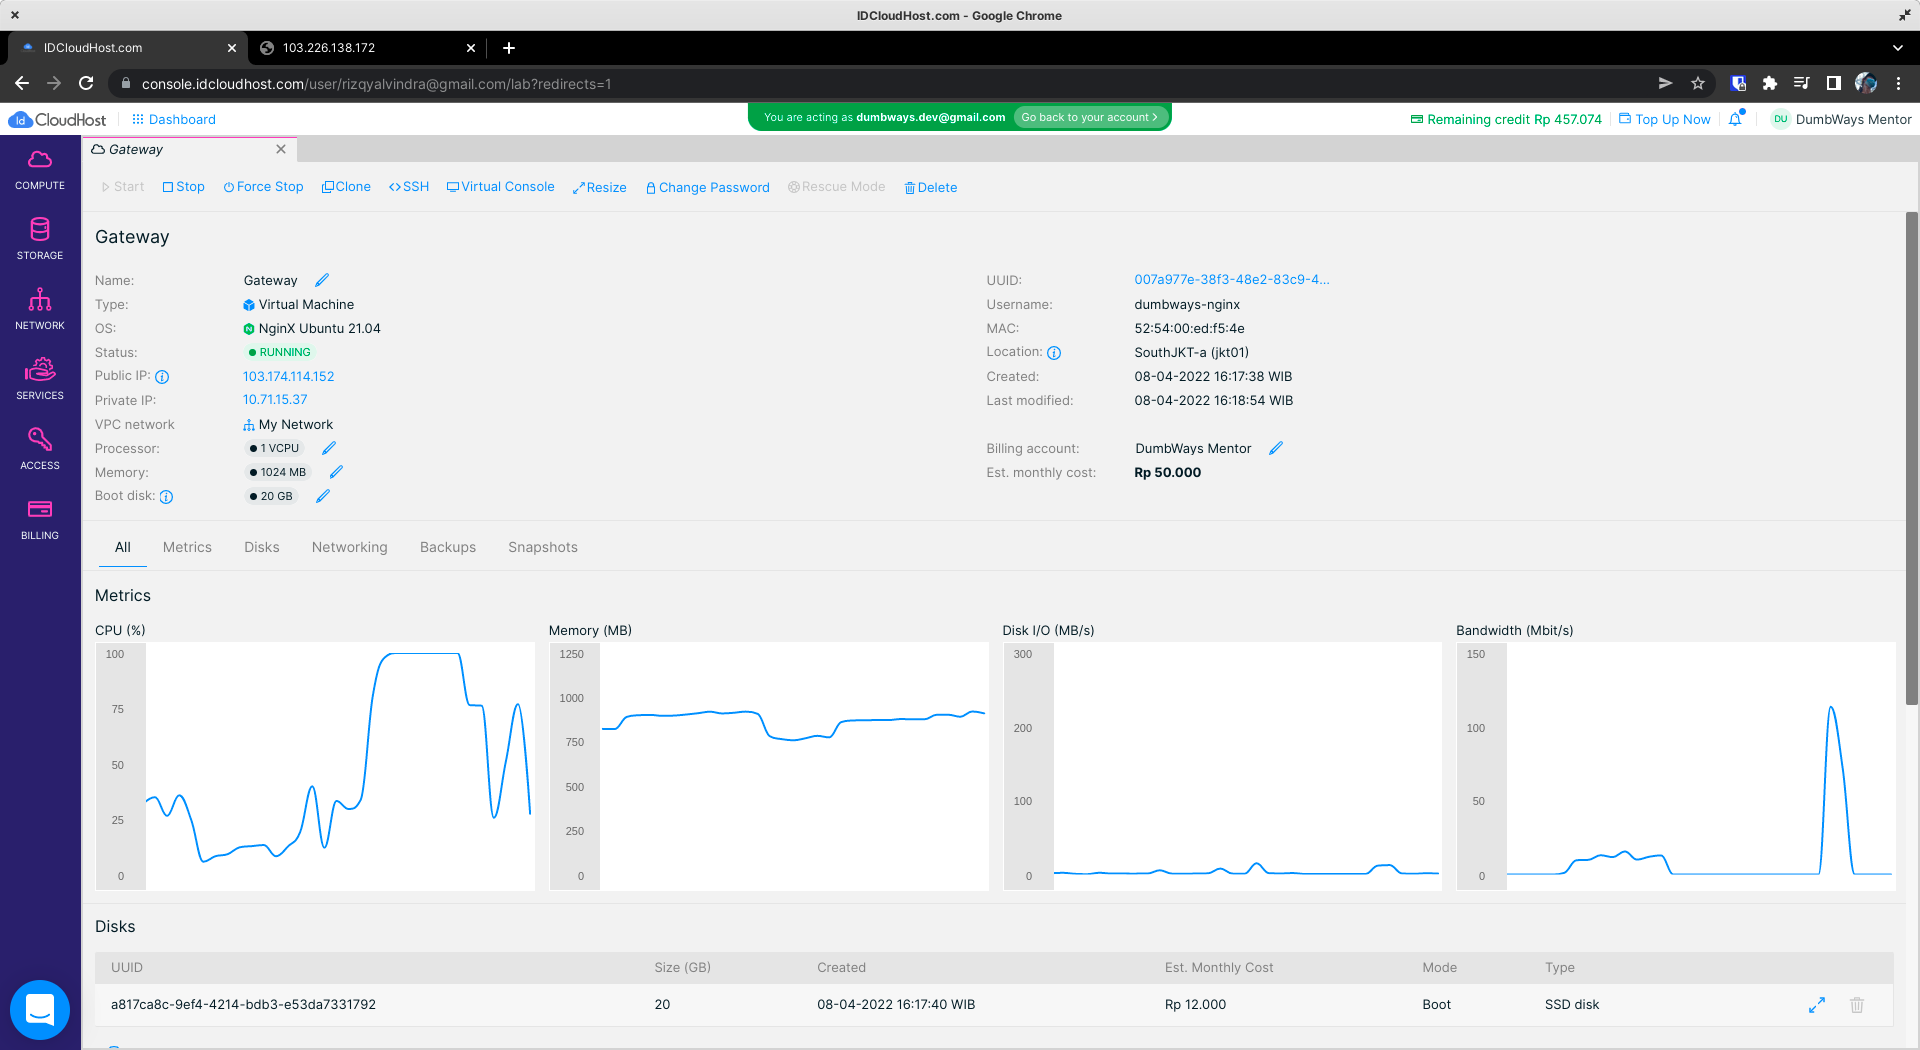 IDCloudHost.com - Google Chrome
IDCloudHost.com
103.226.138.172
console.idcloudhost.com/user/rizqyalvindra@gmail.com/lab?redirects=1
Id CloudHost
Dashboard
You are acting as dumbways.dev@gmail.com Go back to your account >
Remaining credit Rp 457.074
Top Up Now
DU DumbWays Mentor
COMPUTE
STORAGE
NETWORK
SERVICES
ACCESS
BILLING
Gateway
Start Stop Force Stop Clone SSH Virtual Console Resize Change Password Rescue Mode Delete
Gateway
Name: Gateway
Type: Virtual Machine
OS: NginX Ubuntu 21.04
Status: RUNNING
Public IP: 103.174.114.152
Private IP: 10.71.15.37
VPC network My Network
Processor: 1 VCPU
Memory: 1024 MB
Boot disk: 20 GB
UUID: 007a977e-38f3-48e2-83c9-4...
Username: dumbways-nginx
MAC: 52:54:00:ed:f5:4e
Location: SouthJKT-a (jkt01)
Created: 08-04-2022 16:17:38 WIB
Last modified: 08-04-2022 16:18:54 WIB
Billing account: DumbWays Mentor
Est. monthly cost: Rp 50.000
All Metrics Disks Networking Backups Snapshots
Metrics
CPU (%)
100
75
50
25
0
Memory (MB)
1250
1000
750
500
250
0
Disk I/O (MB/s)
300
200
100
0
Bandwidth (Mbit/s)
150
100
50
0
Disks
UUID Size (GB) Created Est. Monthly Cost Mode Type
a817ca8c-9ef4-4214-bdb3-e53da7331792 20 08-04-2022 16:17:40 WIB Rp 12.000 Boot SSD disk